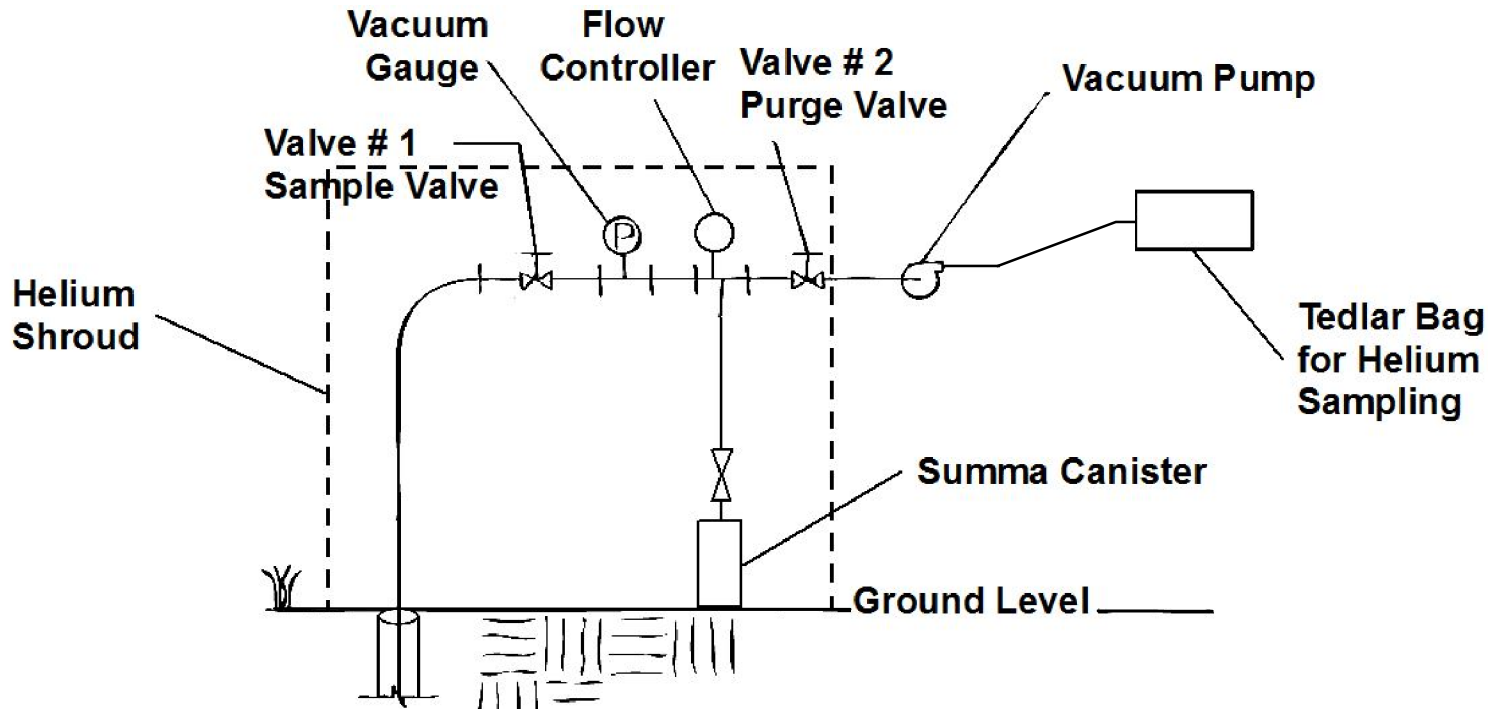 Vacuum
Gauge
Flow
Controller
Valve # 2
Purge Valve
Vacuum Pump
Valve # 1
Sample Valve
P
Helium
Shroud
Tedlar Bag
for Helium
Sampling
Summa Canister
Ground Level